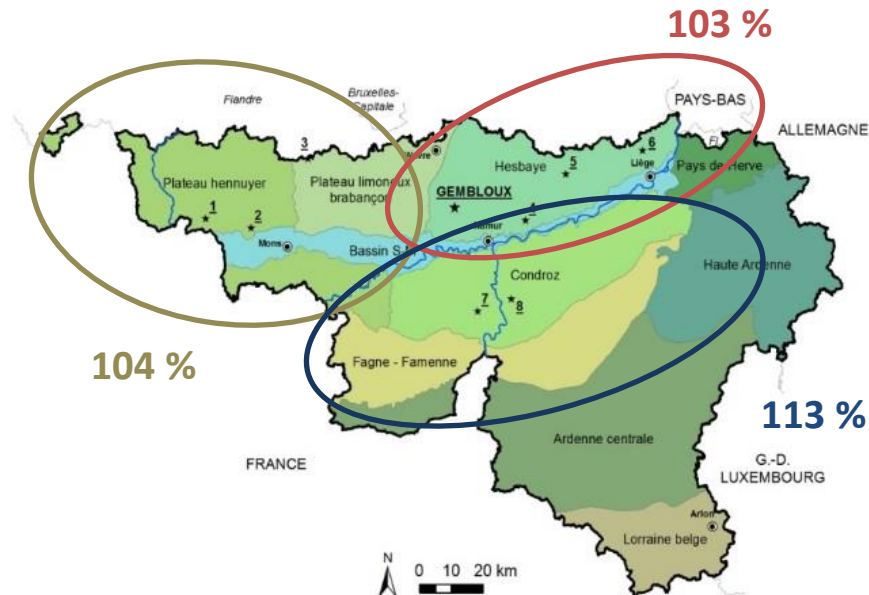 103 %
Flandre
Bruxelles-
Capitale
PAYS-BAS
ALLEMAGNE
3
6
Fl
Hesbaye
5
Liège
Pays de Herve
Plateau hennuyer
Plateau limoneux
brabançon
GEMBLOUX
1
2
4
Namur
Mons
Bassin S.M
Condroz
Haute Ardenne
7
8
104 %
Fagne - Famenne
113 %
Ardenne centrale
FRANCE
G.-D.
LUXEMBOURG
Arlon
Lorraine belge
N
0 10 20 km